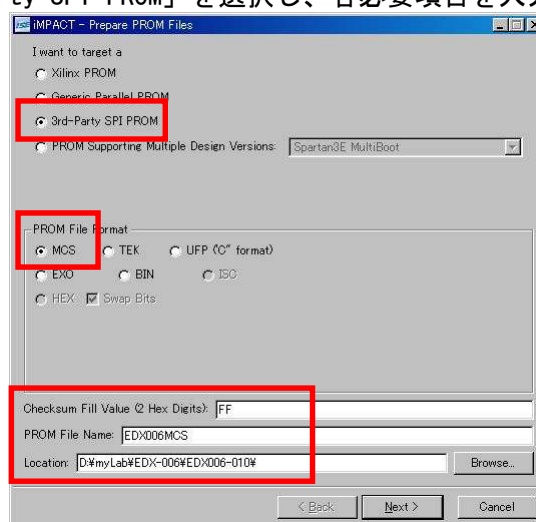 ty SPI PROM」を選択し、各必要項目を入
iMPACT - Prepare PROM Files
I want to target a
Xilinx PROM
Generic Parallel PROM
3rd-Party SPI PROM
PROM Supporting Multiple Design Versions: Spartan3E MultiBoot
PROM File Format
MCS TEK UFP ("C" format)
EXO BIN ISC
HEX Swap Bits
Checksum Fill Value (2 Hex Digits): FF
PROM File Name: EDX006MCS
Location: D:¥myLab¥EDX-006¥EDX006-010¥ Browse...
< Back Next > Cancel